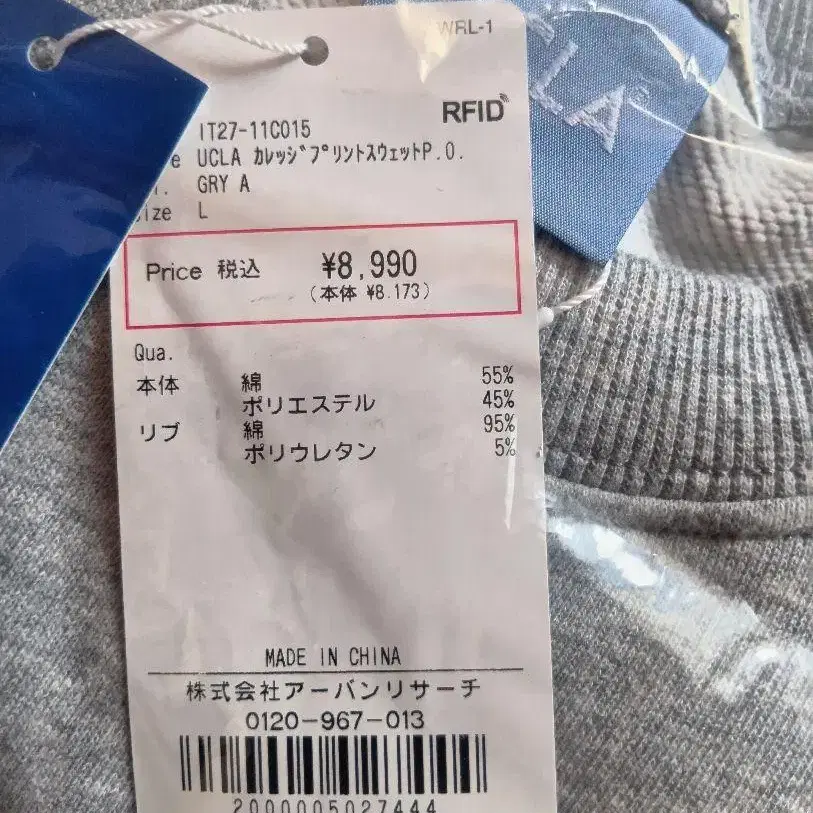 WRL-1
RFID
IT27-11C015
e UCLA ｶﾚｯｼﾞﾌﾟﾘﾝﾄｽｳｪｯﾄP.O.
GRY A
ize L
Price 税込 ¥8,990
(本体 ¥8.173)
Qua.
本体 綿 55%
ポリエステル 45%
リブ 綿 95%
ポリウレタン 5%
MADE IN CHINA
株式会社アーバンリサーチ
0120-967-013
2000005027444
LA